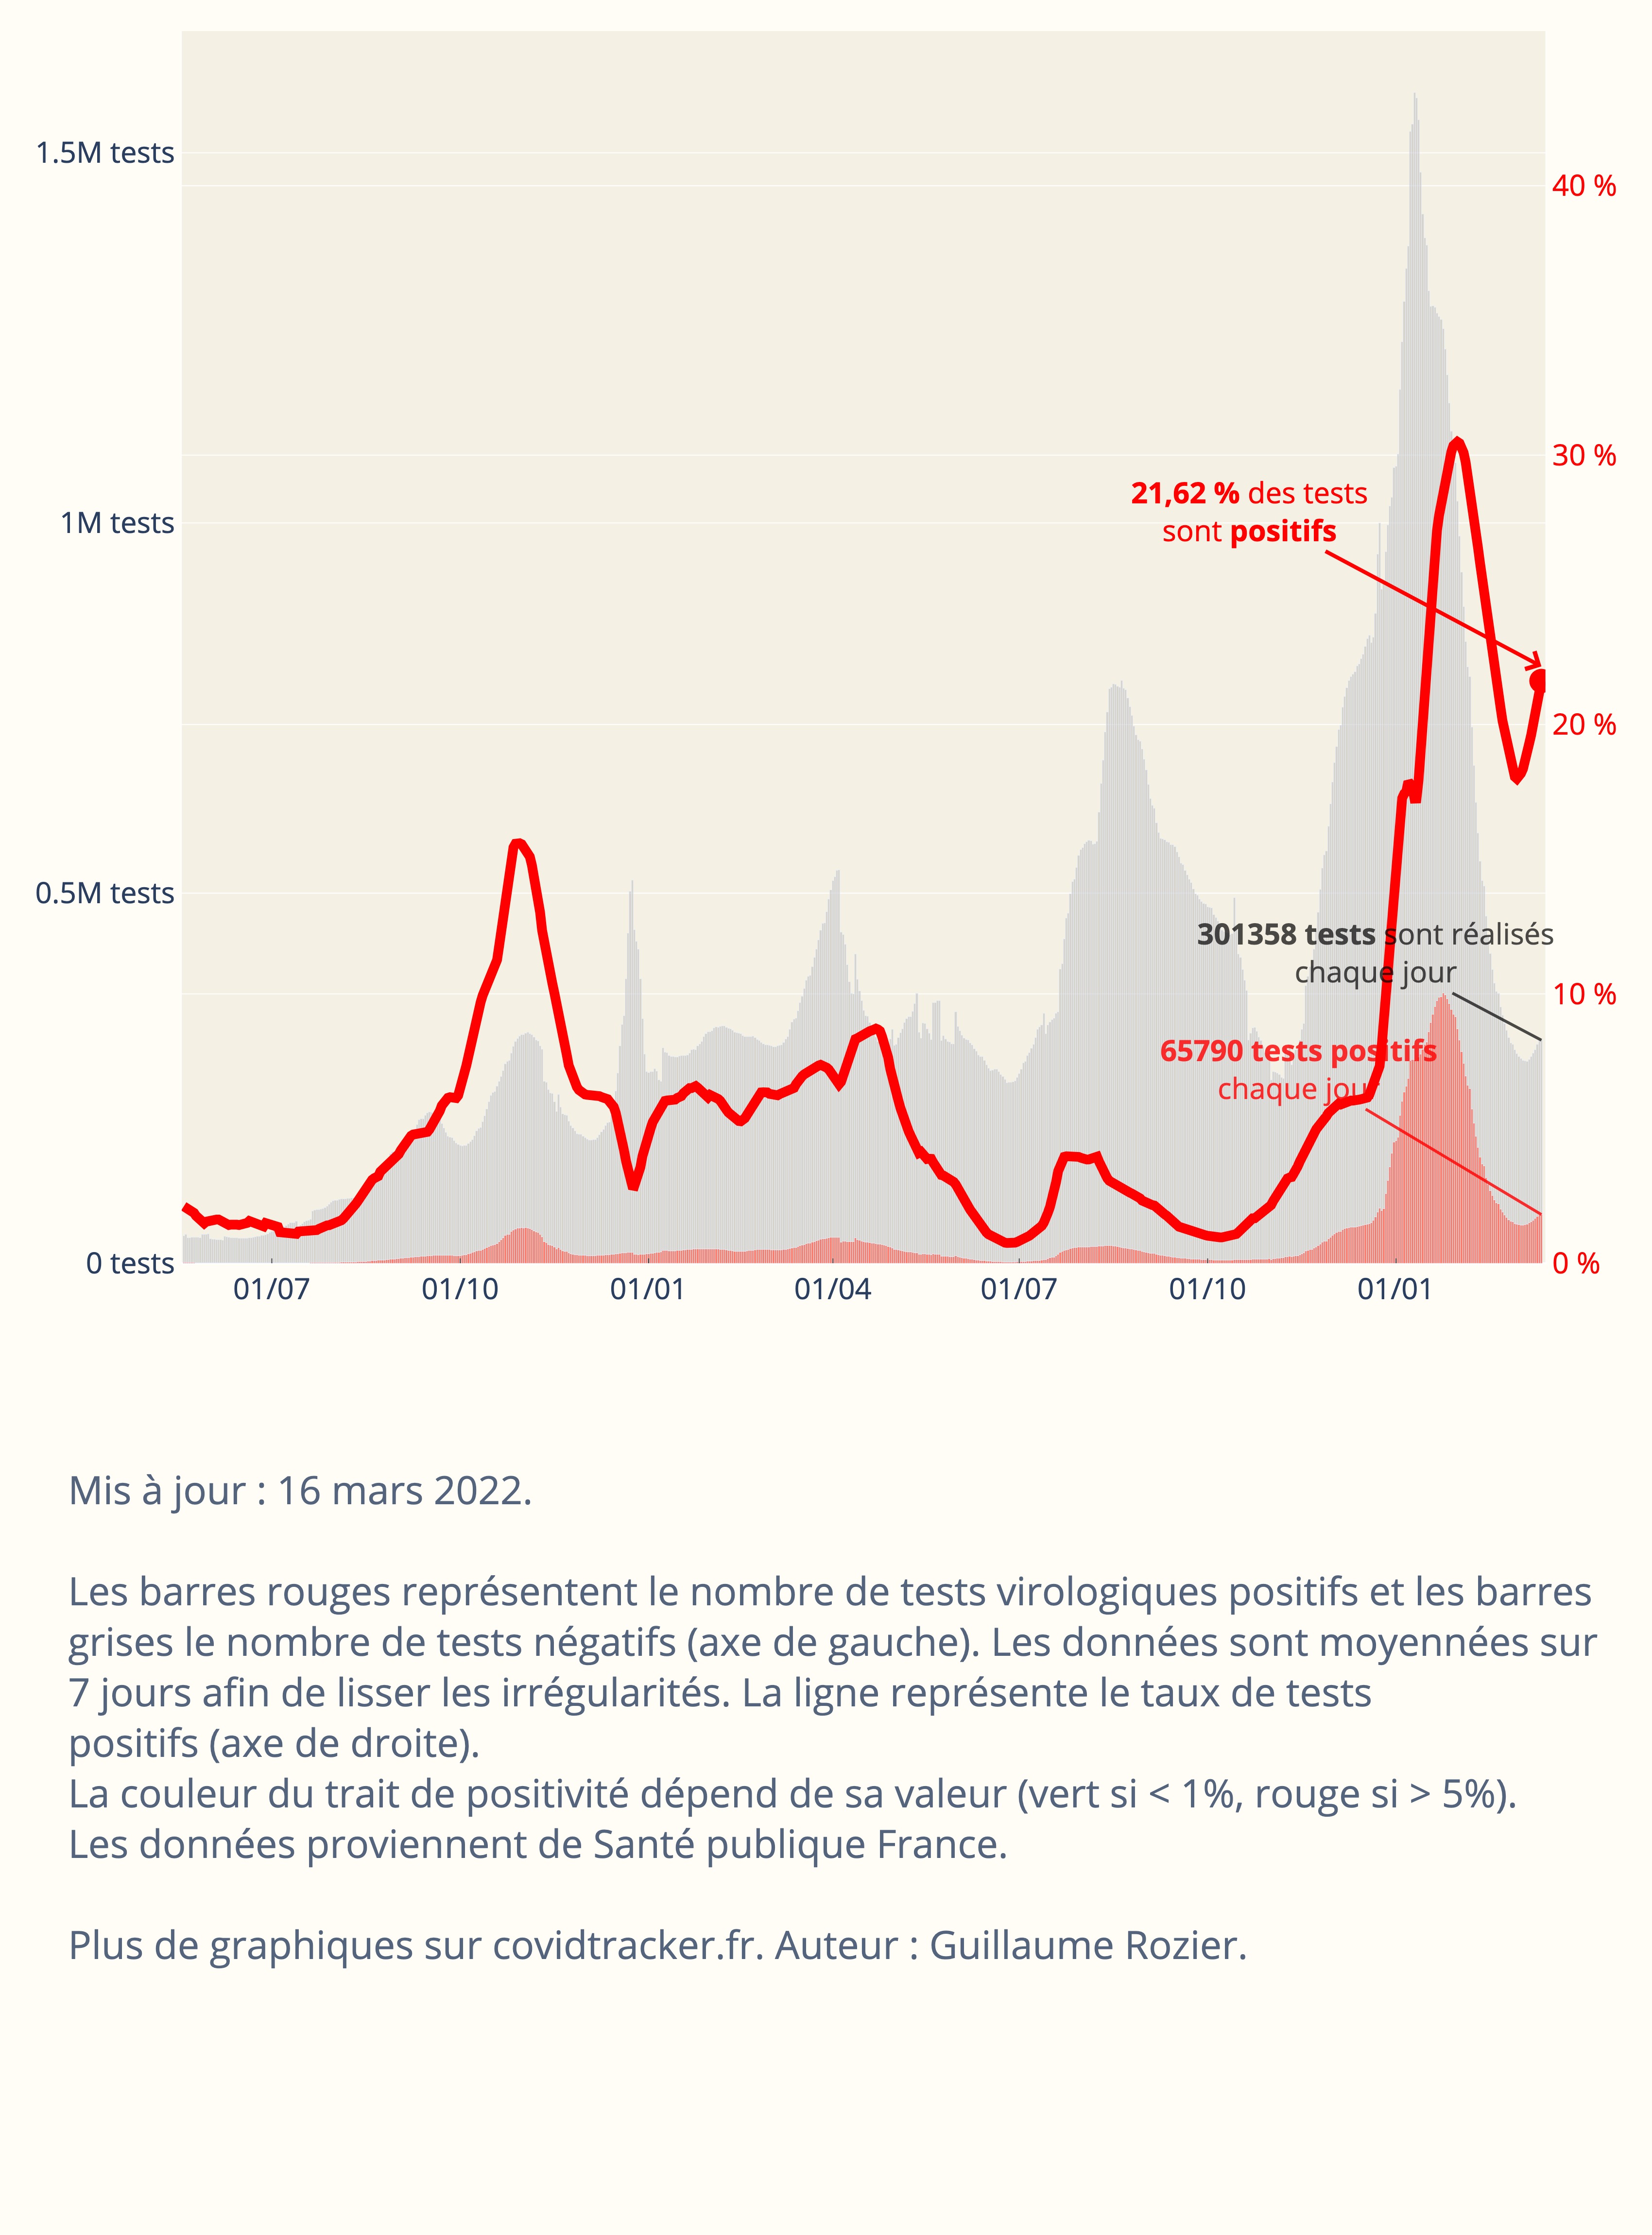 1.5M tests
40 %
30 %
21,62 % des tests
sont positifs
1M tests
20 %
0.5M tests
301358 tests sont réalisés
chaque jour
10 %
65790 tests positifs
chaque jour
0 tests
0 %
01/07
01/10
01/01
01/04
01/07
01/10
01/01
Mis à jour : 16 mars 2022.
Les barres rouges représentent le nombre de tests virologiques positifs et les barres
grises le nombre de tests négatifs (axe de gauche). Les données sont moyennées sur
7 jours afin de lisser les irrégularités. La ligne représente le taux de tests
positifs (axe de droite).
La couleur du trait de positivité dépend de sa valeur (vert si < 1%, rouge si > 5%).
Les données proviennent de Santé publique France.
Plus de graphiques sur covidtracker.fr. Auteur : Guillaume Rozier.